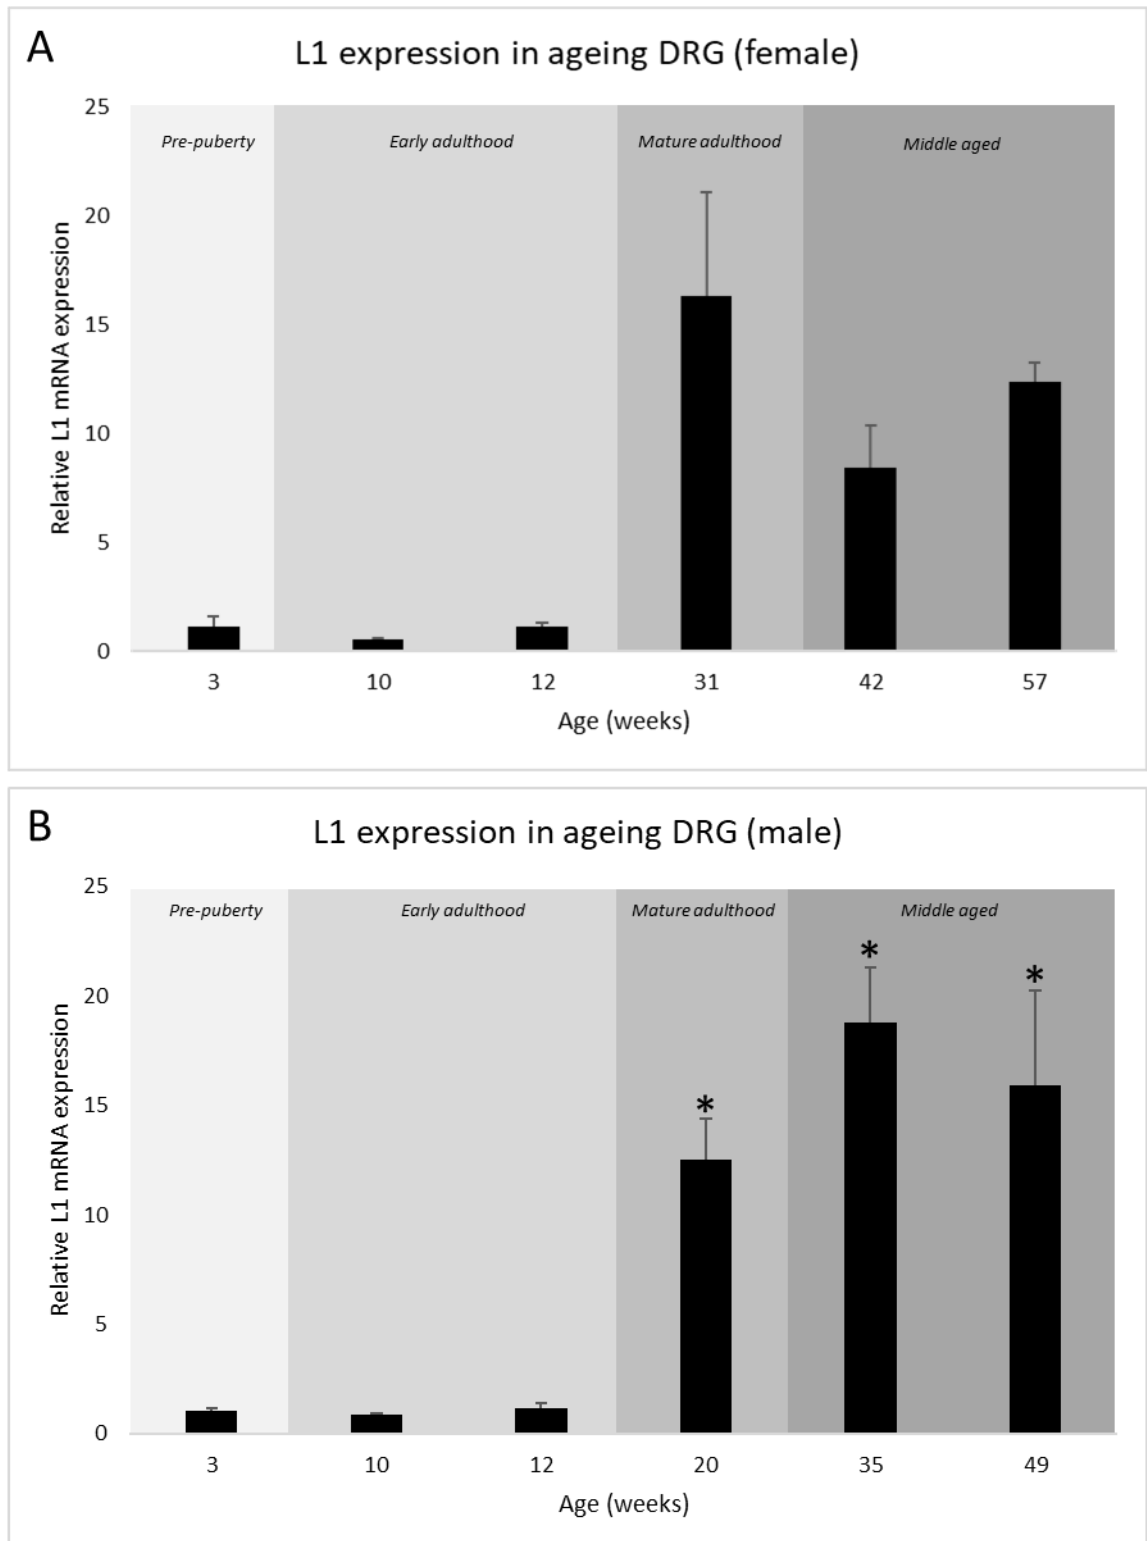 A
L1 expression in ageing DRG (female)
25
Pre-puberty Early adulthood Mature adulthood Middle aged
20
15
10
5
0
Relative L1 mRNA expression
3 10 12 31 42 57
Age (weeks)
B
L1 expression in ageing DRG (male)
25
Pre-puberty Early adulthood Mature adulthood Middle aged
*
*
20
15
*
10
5
0
Relative L1 mRNA expression
3 10 12 20 35 49
Age (weeks)